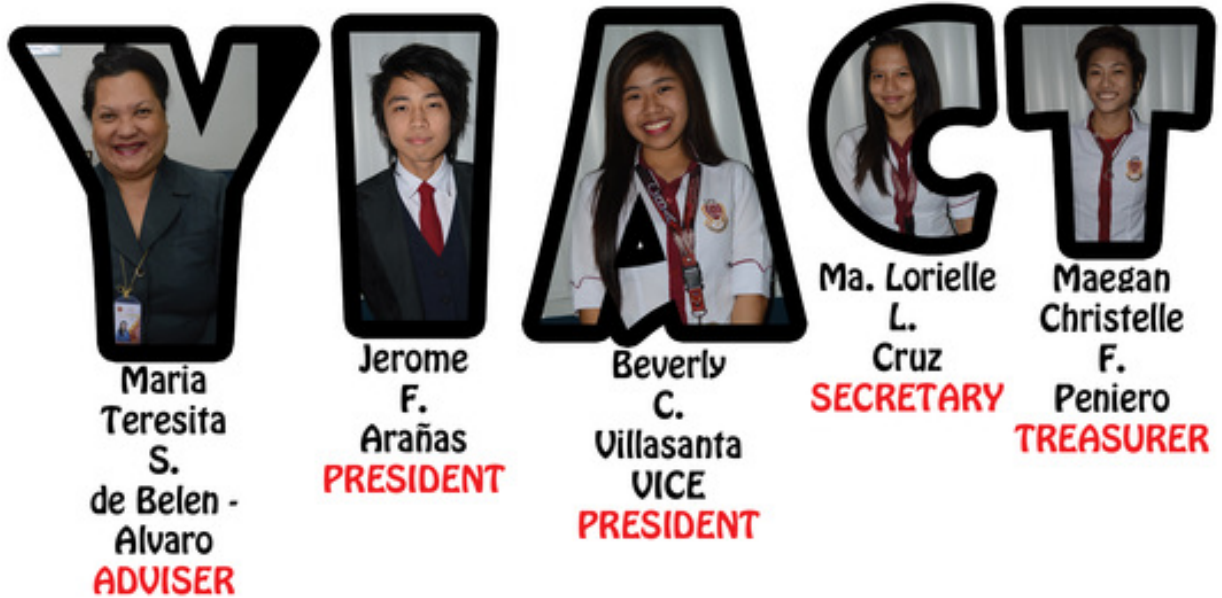 YIACT
Maria
Teresita
S.
de Belen -
Alvaro
ADVISER
Jerome
F.
Arañas
PRESIDENT
Beverly
C.
Villasanta
VICE
PRESIDENT
Ma. Lorielle
L.
Cruz
SECRETARY
Maegan
Christelle
F.
Peniero
TREASURER